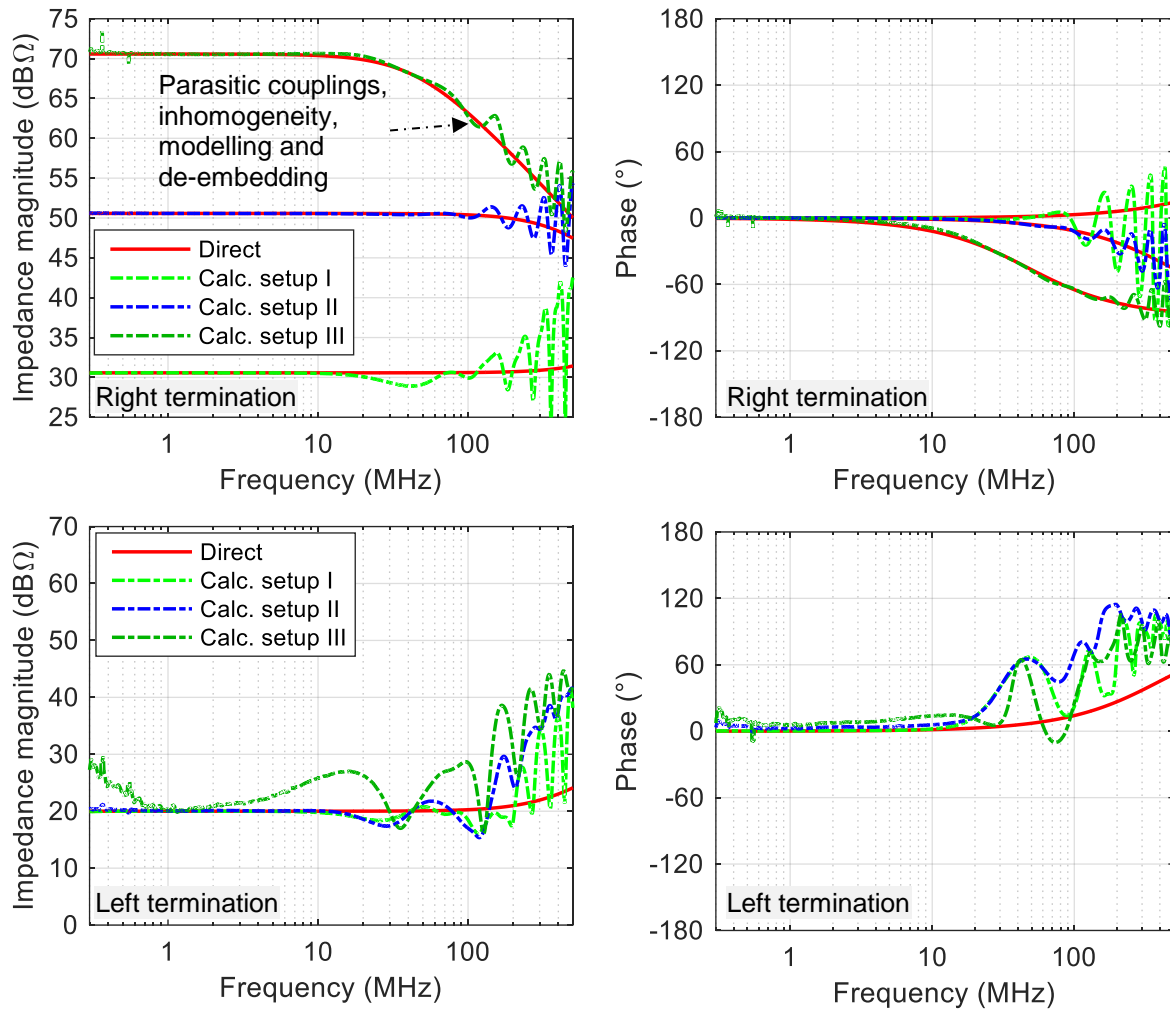 Impedance magnitude (dBΩ)
75
70
65
60
55
50
45
40
35
30
25
Parasitic couplings,
inhomogeneity,
modelling and
de-embedding
Direct
Calc. setup I
Calc. setup II
Calc. setup III
Right termination
1 10 100
Frequency (MHz)
Phase (°)
180
120
60
0
-60
-120
-180
Right termination
1 10 100
Frequency (MHz)
Impedance magnitude (dBΩ)
70
60
50
40
30
20
10
0
Direct
Calc. setup I
Calc. setup II
Calc. setup III
Left termination
1 10 100
Frequency (MHz)
Phase (°)
180
120
60
0
-60
-120
-180
Left termination
1 10 100
Frequency (MHz)